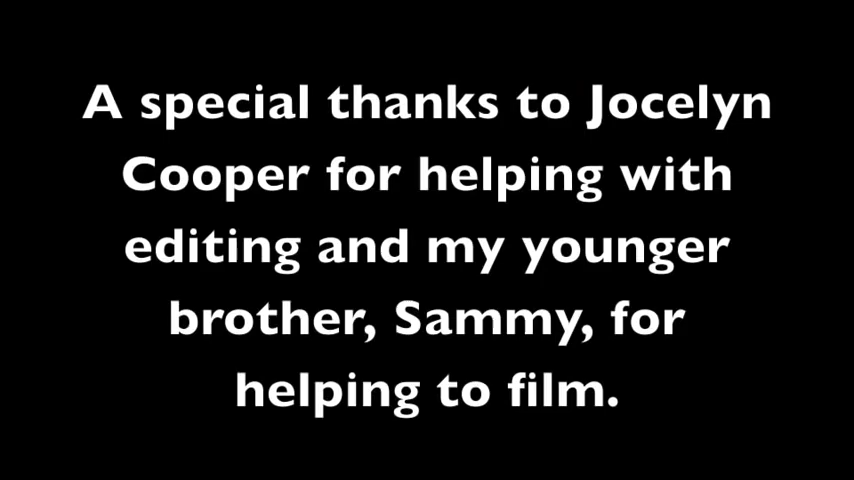 A special thanks to Jocelyn
Cooper for helping with
editing and my younger
brother, Sammy, for
helping to film.